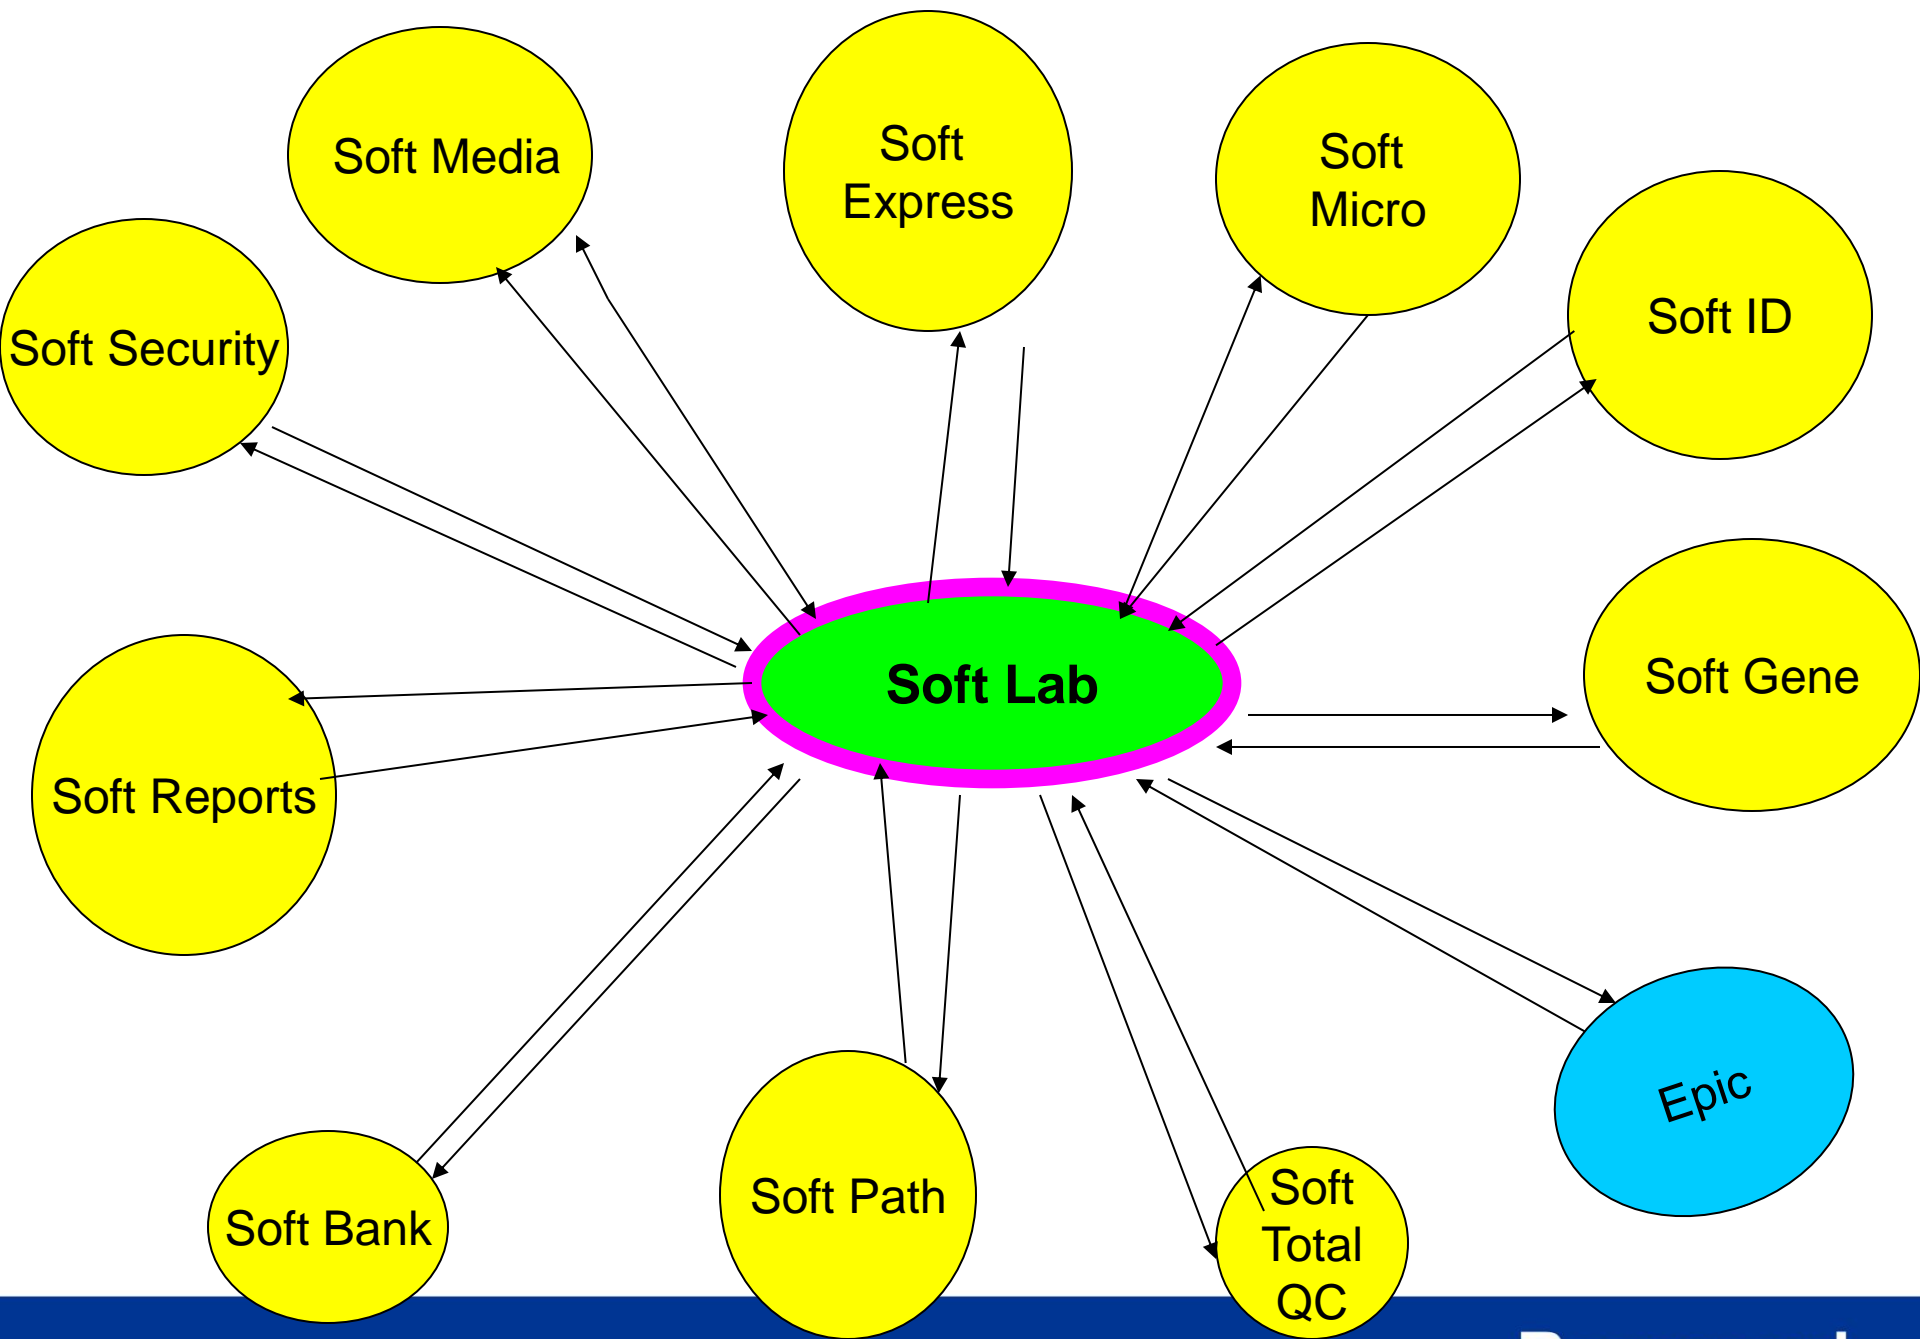 Soft Media
Soft
Express
Soft
Micro
Soft ID
Soft Security
Soft Lab
Soft Gene
Soft Reports
Epic
Soft Bank
Soft Path
Soft
Total
QC